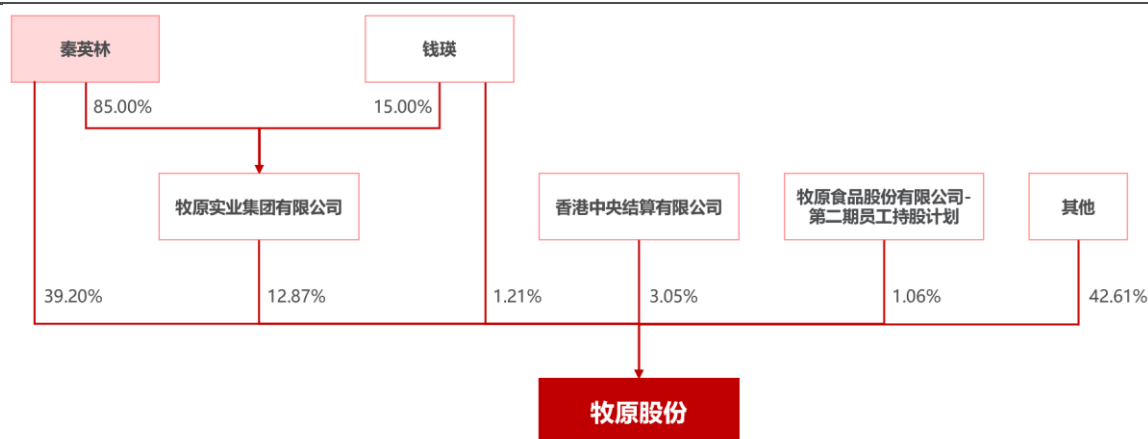 秦英林
钱瑛
85.00%
15.00%
牧原实业集团有限公司
香港中央结算有限公司
牧原食品股份有限公司-
第二期员工持股计划
其他
39.20%
12.87%
1.21%
3.05%
1.06%
42.61%
牧原股份